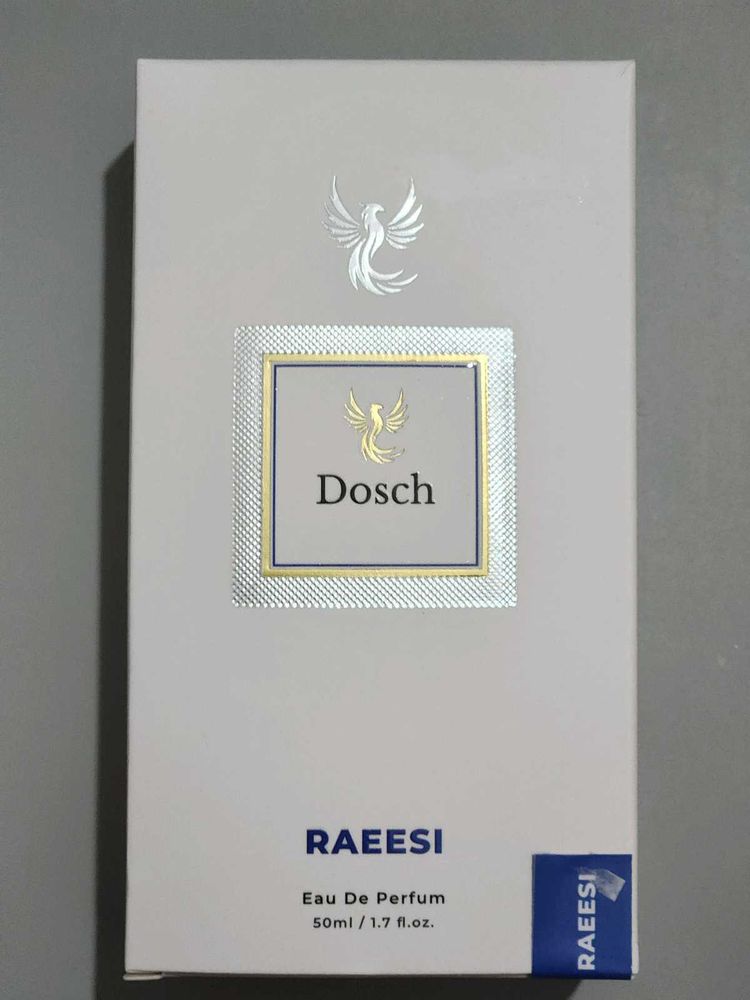 Dosch
RAEESI
Eau De Perfum
50ml / 1.7 fl.oz.
RAEESI